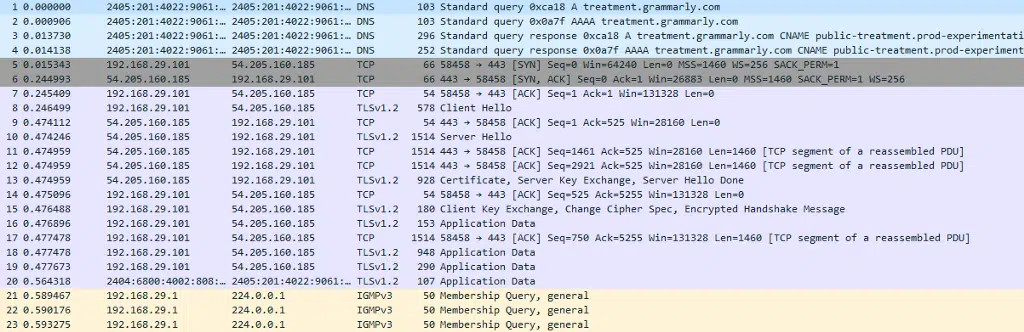 1 0.000000 2405:201:4022:9061:… 2405:201:4022:9061:… DNS 103 Standard query 0xca18 A treatment.grammarly.com
2 0.000906 2405:201:4022:9061:… 2405:201:4022:9061:… DNS 103 Standard query 0x0a7f AAAA treatment.grammarly.com
3 0.013730 2405:201:4022:9061:… 2405:201:4022:9061:… DNS 296 Standard query response 0xca18 A treatment.grammarly.com CNAME public-treatment.prod-experimentati
4 0.014138 2405:201:4022:9061:… 2405:201:4022:9061:… DNS 252 Standard query response 0x0a7f AAAA treatment.grammarly.com CNAME public-treatment.prod-experiment
5 0.015343 192.168.29.101 54.205.160.185 TCP 66 58458 → 443 [SYN] Seq=0 Win=64240 Len=0 MSS=1460 WS=256 SACK_PERM=1
6 0.244993 54.205.160.185 192.168.29.101 TCP 66 443 → 58458 [SYN, ACK] Seq=0 Ack=1 Win=26883 Len=0 MSS=1460 SACK_PERM=1 WS=256
7 0.245409 192.168.29.101 54.205.160.185 TCP 54 58458 → 443 [ACK] Seq=1 Ack=1 Win=131328 Len=0
8 0.246499 192.168.29.101 54.205.160.185 TLSv1.2 578 Client Hello
9 0.474112 54.205.160.185 192.168.29.101 TCP 54 443 → 58458 [ACK] Seq=1 Ack=525 Win=28160 Len=0
10 0.474246 54.205.160.185 192.168.29.101 TLSv1.2 1514 Server Hello
11 0.474959 54.205.160.185 192.168.29.101 TCP 1514 443 → 58458 [ACK] Seq=1461 Ack=525 Win=28160 Len=1460 [TCP segment of a reassembled PDU]
12 0.474959 54.205.160.185 192.168.29.101 TCP 1514 443 → 58458 [ACK] Seq=2921 Ack=525 Win=28160 Len=1460 [TCP segment of a reassembled PDU]
13 0.474959 54.205.160.185 192.168.29.101 TLSv1.2 928 Certificate, Server Key Exchange, Server Hello Done
14 0.475096 192.168.29.101 54.205.160.185 TCP 54 58458 → 443 [ACK] Seq=525 Ack=5255 Win=131328 Len=0
15 0.476488 192.168.29.101 54.205.160.185 TLSv1.2 180 Client Key Exchange, Change Cipher Spec, Encrypted Handshake Message
16 0.476896 192.168.29.101 54.205.160.185 TLSv1.2 153 Application Data
17 0.477478 192.168.29.101 54.205.160.185 TCP 1514 58458 → 443 [ACK] Seq=750 Ack=5255 Win=131328 Len=1460 [TCP segment of a reassembled PDU]
18 0.477478 192.168.29.101 54.205.160.185 TLSv1.2 948 Application Data
19 0.477673 192.168.29.101 54.205.160.185 TLSv1.2 290 Application Data
20 0.564318 2404:6800:4002:808:… 2405:201:4022:9061:… TLSv1.2 107 Application Data
21 0.589467 192.168.29.1 224.0.0.1 IGMPv3 50 Membership Query, general
22 0.590176 192.168.29.1 224.0.0.1 IGMPv3 50 Membership Query, general
23 0.593275 192.168.29.1 224.0.0.1 IGMPv3 50 Membership Query, general